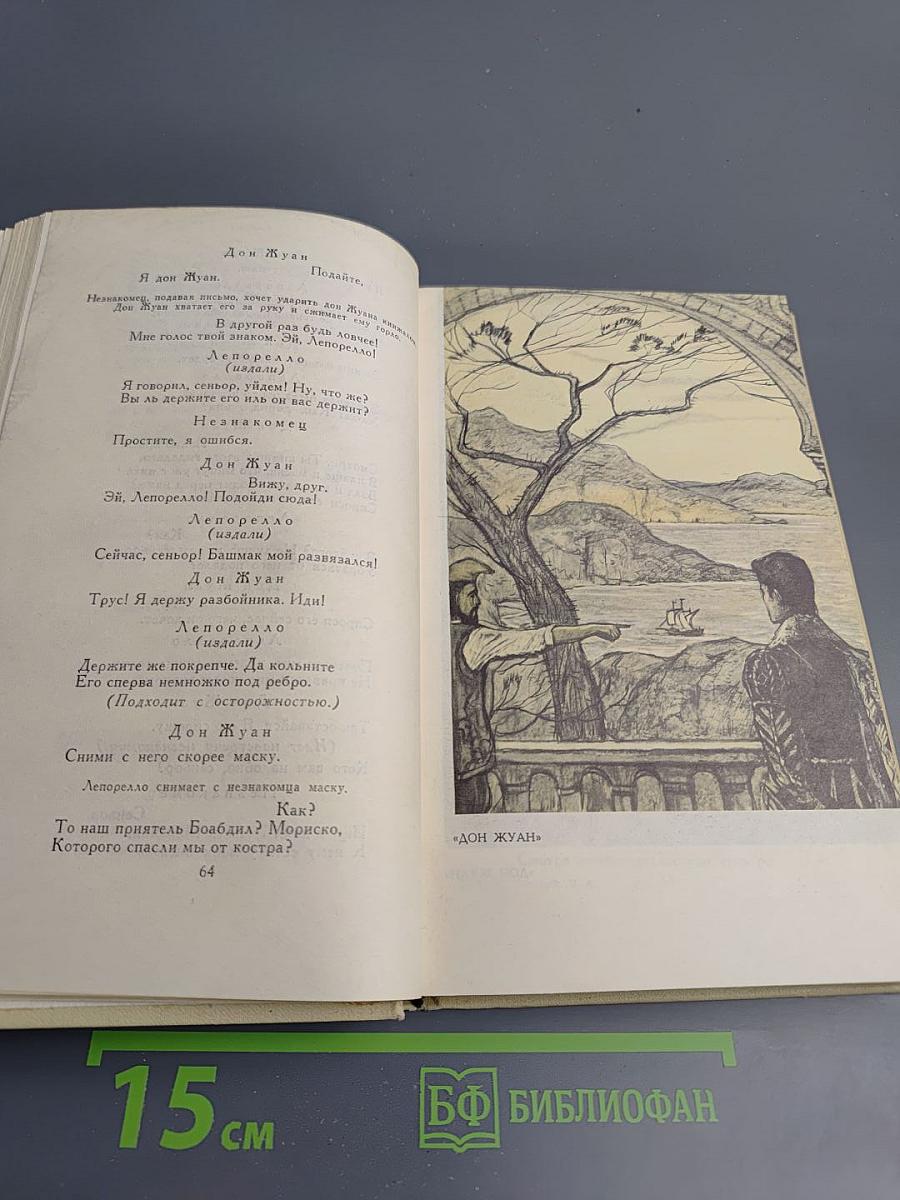 Дон Жуан
Подайте,
Я дон Жуан.
Незнакомец, подавая письмо, хочет ударить дон Жуана кинжалом.
Дон Жуан хватает его за руку и сжимает ему горло.
В другой раз будь ловчее!
Мне голос твой знаком. Эй, Лепорелло!
Лепорелло
(издали)
Я говорил, сеньор, уйдем! Ну, что же?
Вы ль держите его иль он вас держит?
Незнакомец
Простите, я ошибся.
Дон Жуан
Вижу, друг.
Эй, Лепорелло! Подойди сюда!
Лепорелло
(издали)
Сейчас, сеньор! Башмак мой развязался!
Дон Жуан
Трус! Я держу разбойника. Иди!
Лепорелло
(издали)
Держите же покрепче. Да кольните
Его сперва немножко под ребро.
(Подходит с осторожностью.)
Дон Жуан
Сними с него скорее маску.
Лепорелло снимает с незнакомца маску.
Как?
То наш приятель Боабдил? Мориско,
Которого спасли мы от костра?
64
«ДОН ЖУАН»
15 см
БФ БИБЛИОФАН